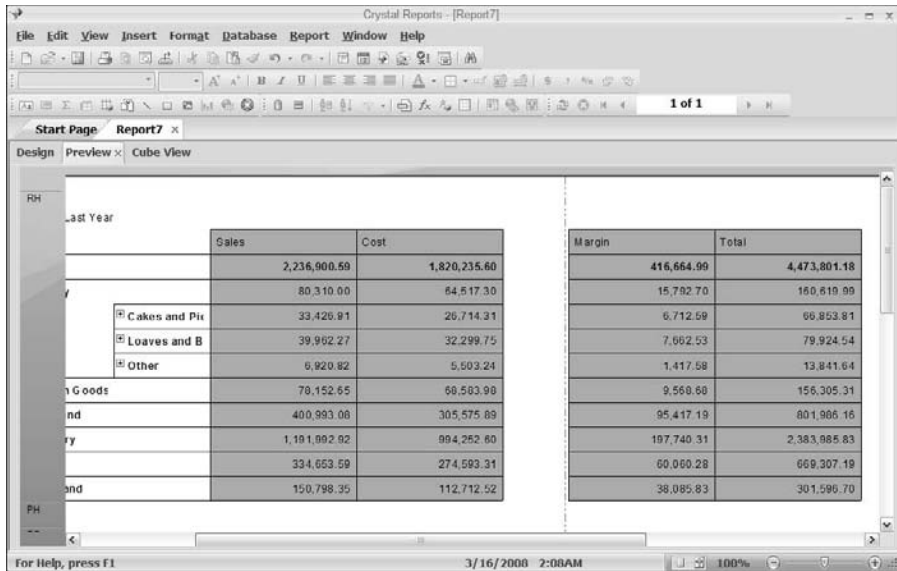 Crystal Reports - [Report7]
File Edit View Insert Format Database Report Window Help
1 of 1
Start Page Report7 ×
Design Preview × Cube View
RH
Last Year
Sales Cost Margin Total
2,236,900.59 1,820,235.60 416,664.99 4,473,801.18
y 80,310.00 64,517.30 15,792.70 160,619.99
Cakes and Pie 33,426.91 26,714.31 6,712.59 66,853.81
Loaves and B 39,962.27 32,299.75 7,662.53 79,924.54
Other 6,920.82 5,503.24 1,417.58 13,841.64
n Goods 78,152.65 68,583.98 9,568.68 156,305.31
nd 400,993.08 305,575.89 95,417.19 801,986.16
ry 1,191,992.92 994,252.60 197,740.31 2,383,985.83
334,653.59 274,593.31 60,060.28 669,307.19
and 150,798.35 112,712.52 38,085.83 301,596.70
PH
For Help, press F1 3/16/2008 2:08AM 100%